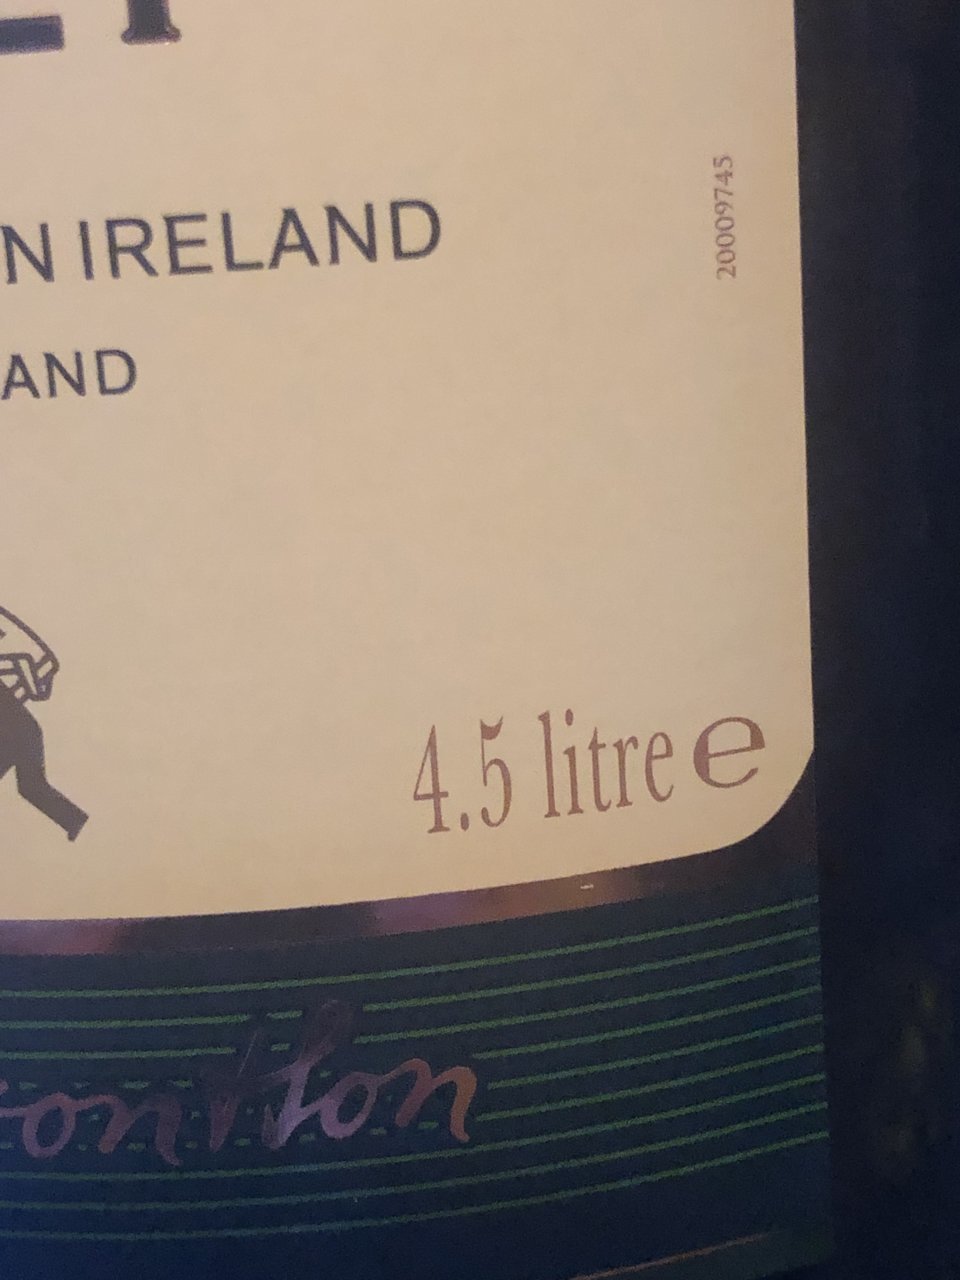 N IRELAND
20009745
AND
4.5 litre e